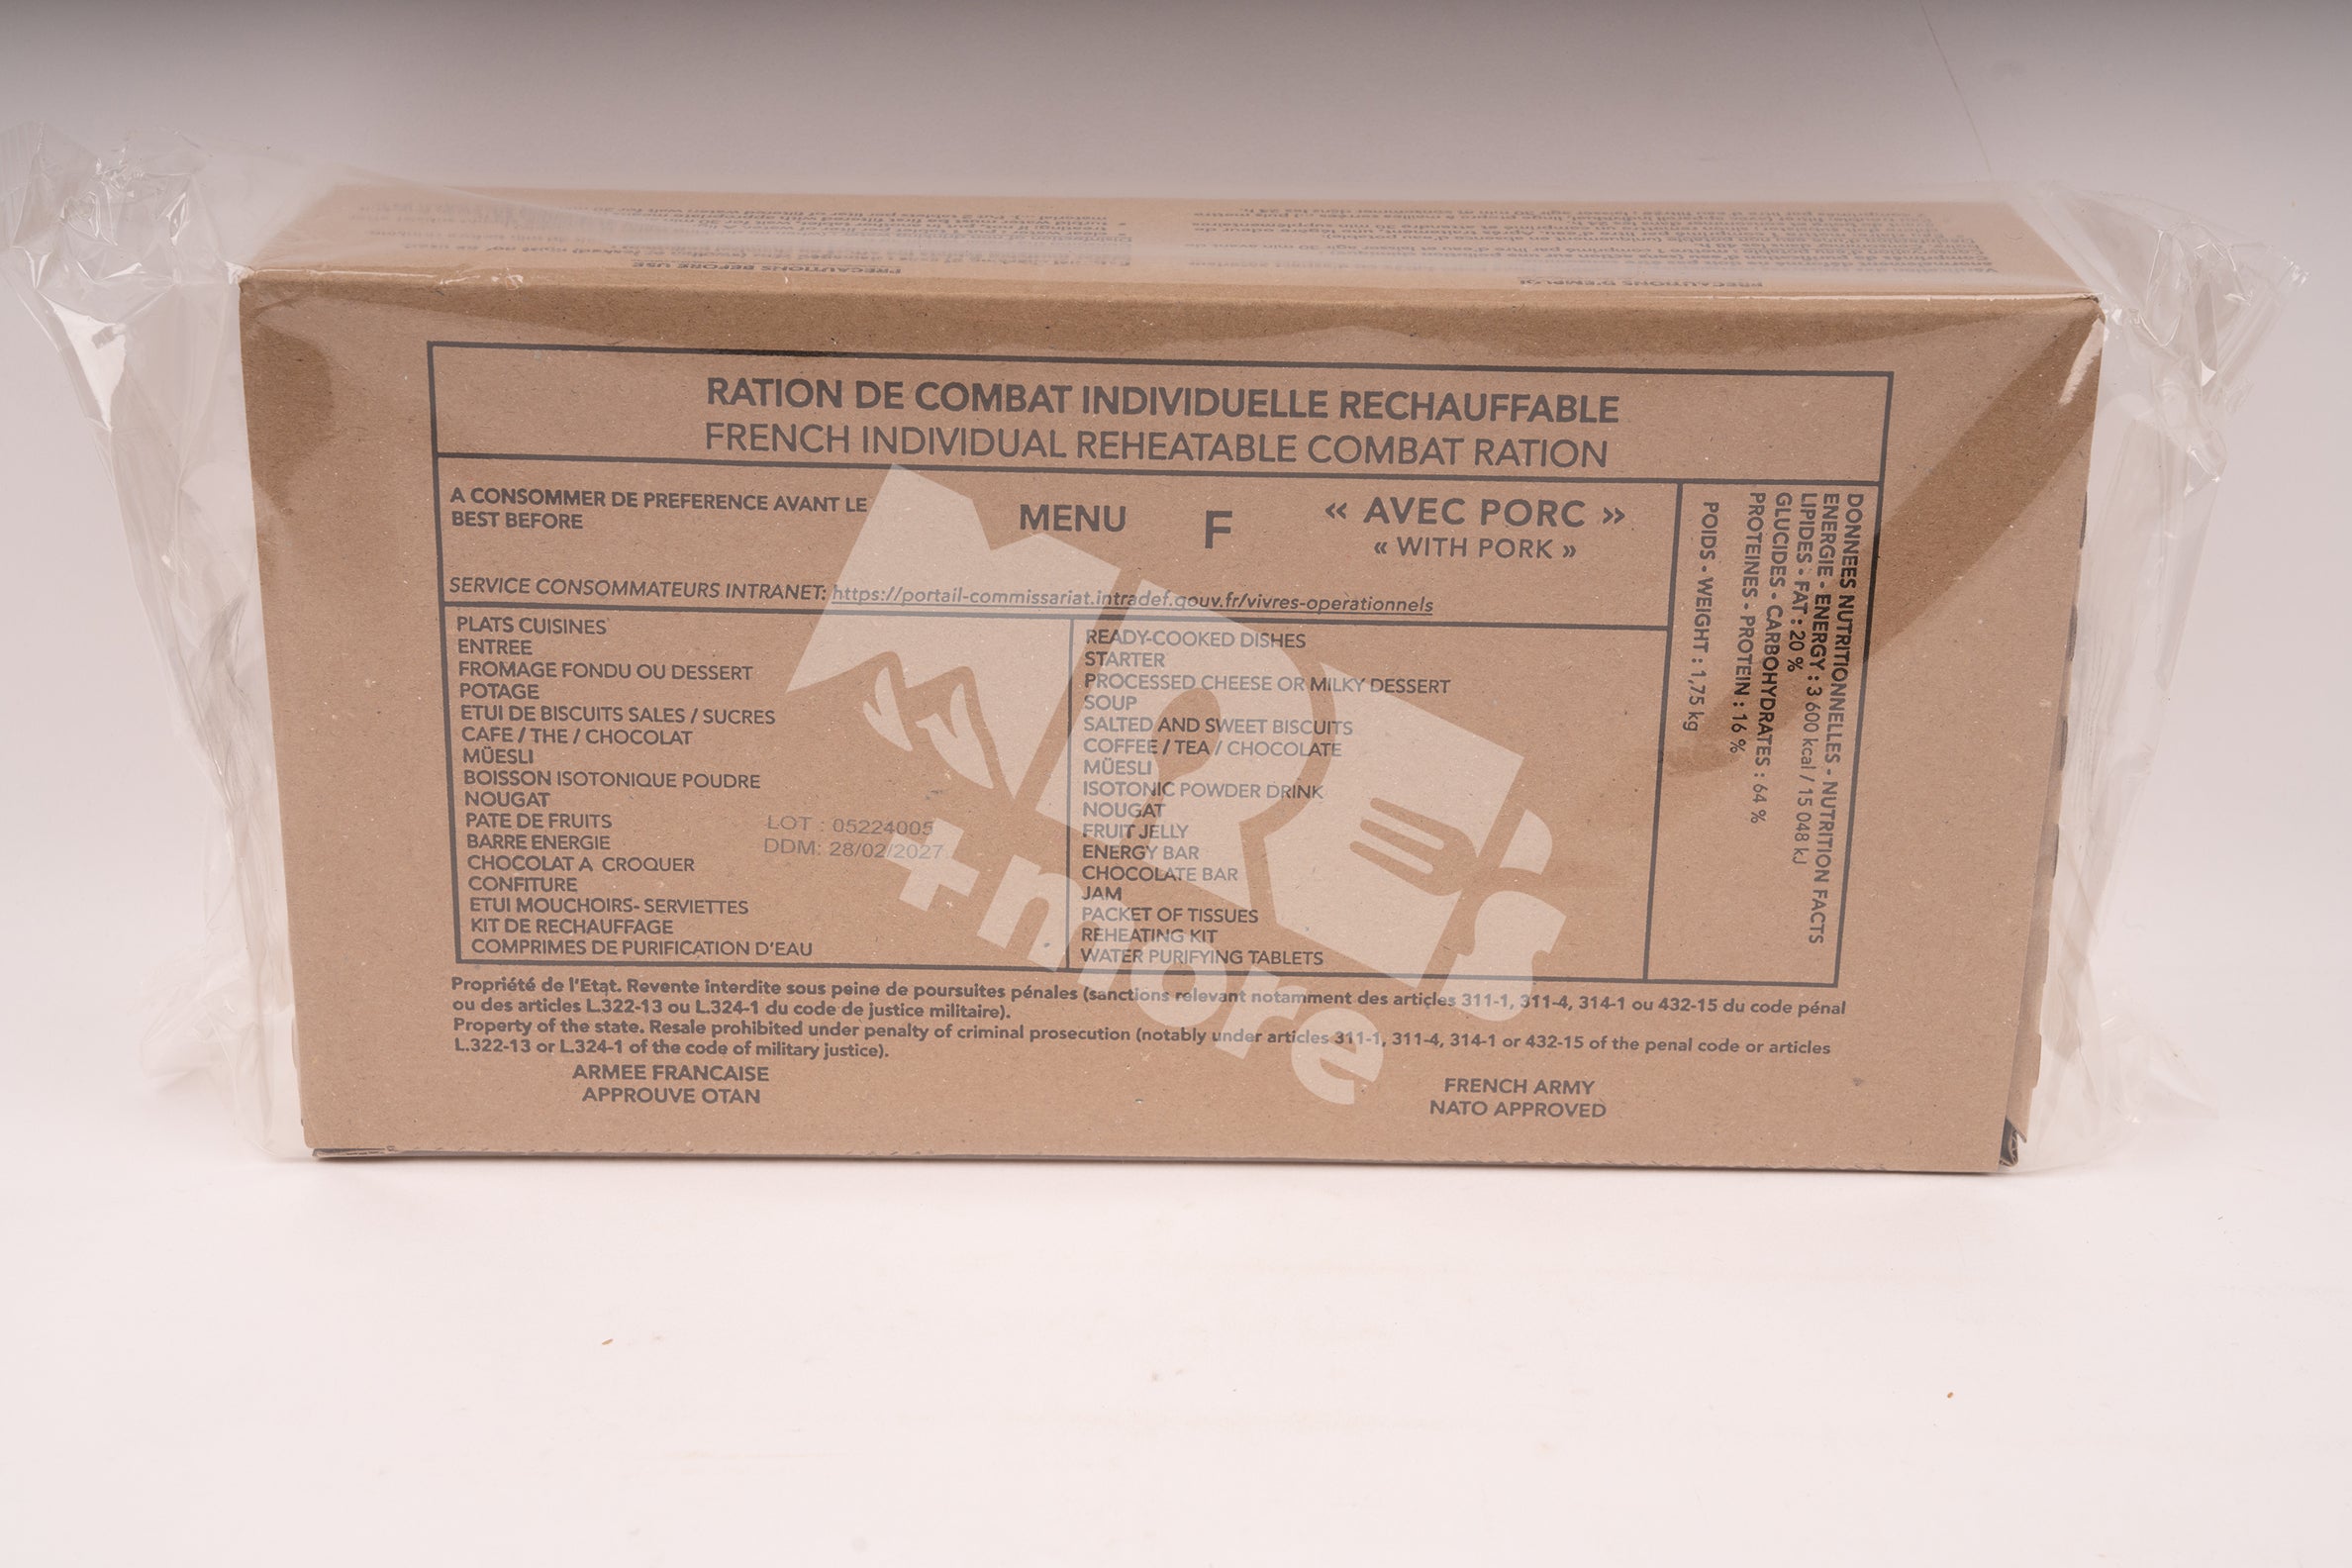 PRECAUTIONS BEFORE USE
PRECAUTIONS D'EMPLOI
RATION DE COMBAT INDIVIDUELLE RECHAUFFABLE
FRENCH INDIVIDUAL REHEATABLE COMBAT RATION
A CONSOMMER DE PREFERENCE AVANT LE
BEST BEFORE
MENU F
« AVEC PORC »
« WITH PORK »
SERVICE CONSOMMATEURS INTRANET: https://portail-commissariat.intradef.gouv.fr/vivres-operationnels
PLATS CUISINES
ENTREE
FROMAGE FONDU OU DESSERT
POTAGE
ETUI DE BISCUITS SALES / SUCRES
CAFE / THE / CHOCOLAT
MÜESLI
BOISSON ISOTONIQUE POUDRE
NOUGAT
PATE DE FRUITS
BARRE ENERGIE
CHOCOLAT A CROQUER
CONFITURE
ETUI MOUCHOIRS- SERVIETTES
KIT DE RECHAUFFAGE
COMPRIMES DE PURIFICATION D'EAU
LOT : 05224005
DDM: 28/02/2027
READY-COOKED DISHES
STARTER
PROCESSED CHEESE OR MILKY DESSERT
SOUP
SALTED AND SWEET BISCUITS
COFFEE / TEA / CHOCOLATE
MÜESLI
ISOTONIC POWDER DRINK
NOUGAT
FRUIT JELLY
ENERGY BAR
CHOCOLATE BAR
JAM
PACKET OF TISSUES
REHEATING KIT
WATER PURIFYING TABLETS
DONNEES NUTRITIONNELLES - NUTRITION FACTS
ENERGIE - ENERGY : 3 600 kcal / 15 048 kJ
LIPIDES - FAT : 20 %
GLUCIDES - CARBOHYDRATES : 64 %
PROTEINES - PROTEIN : 16 %
POIDS - WEIGHT : 1,75 kg
Propriété de l'Etat. Revente interdite sous peine de poursuites pénales (sanctions relevant notamment des articles 311-1, 311-4, 314-1 ou 432-15 du code pénal
ou des articles L.322-13 ou L.324-1 du code de justice militaire).
Property of the state. Resale prohibited under penalty of criminal prosecution (notably under articles 311-1, 311-4, 314-1 or 432-15 of the penal code or articles
L.322-13 or L.324-1 of the code of military justice).
ARMEE FRANCAISE
APPROUVE OTAN
FRENCH ARMY
NATO APPROVED
MREs
+more